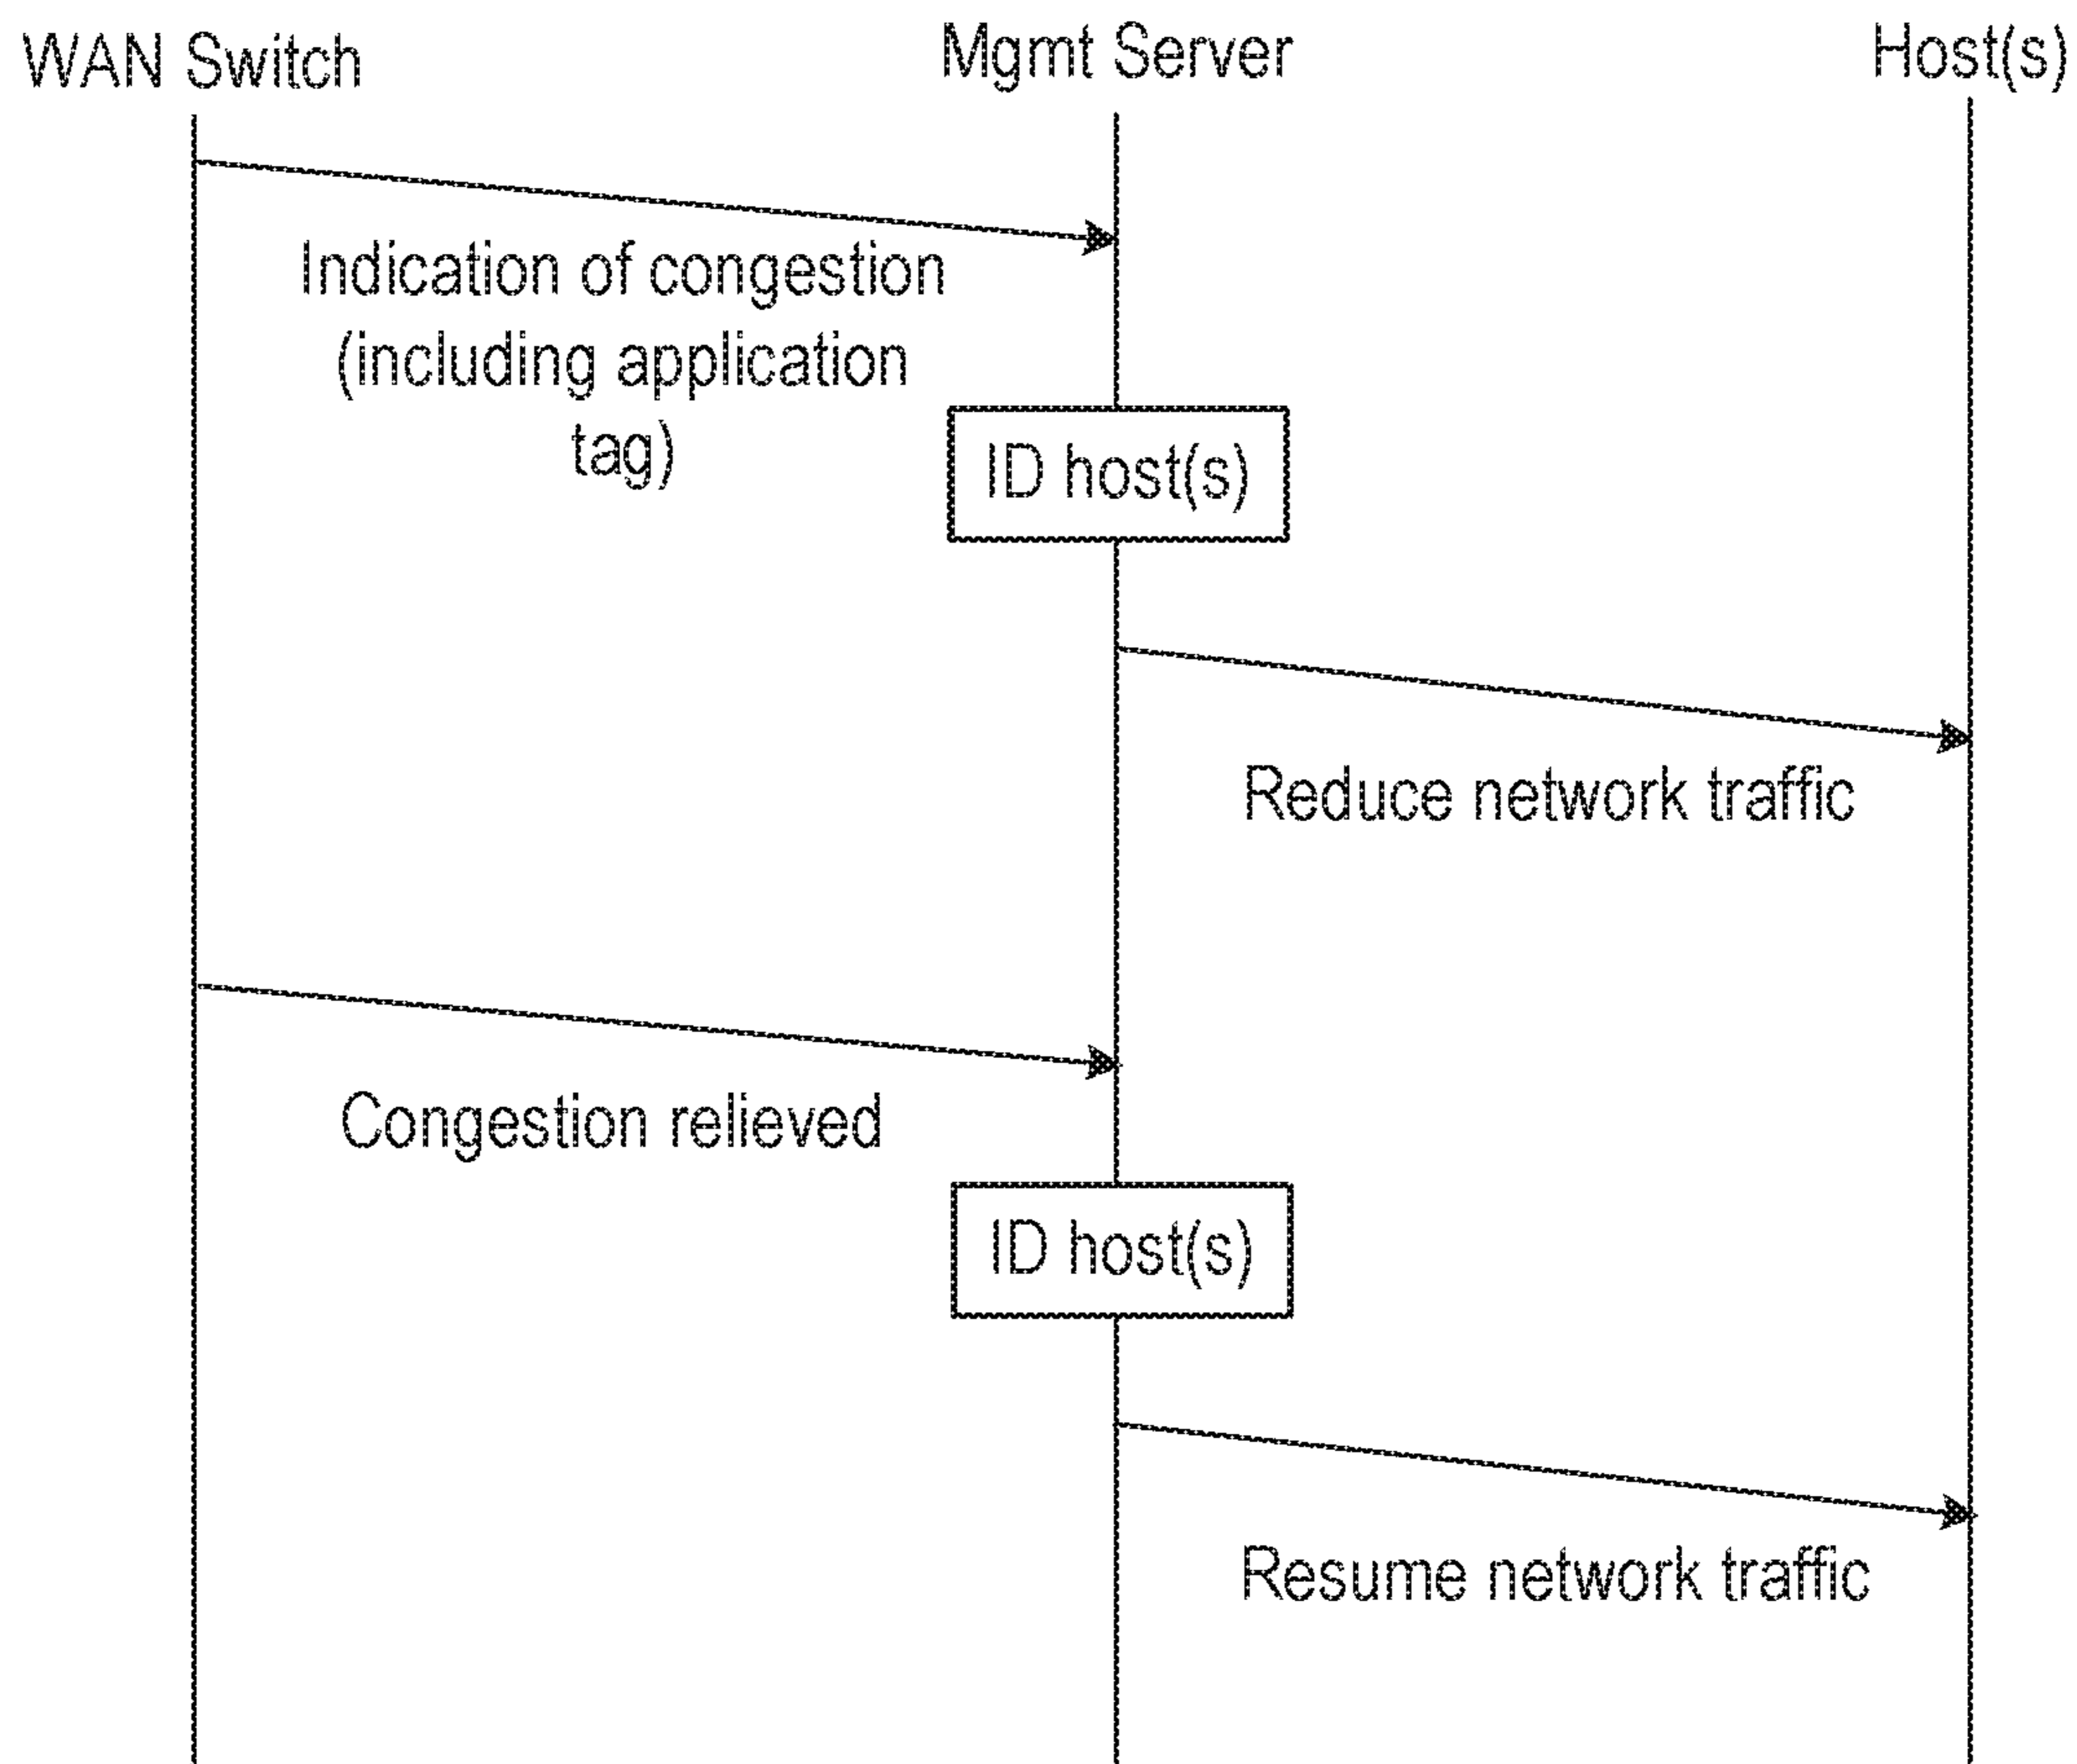 WAN Switch
Mgmt Server
Host(s)
Indication of congestion
(including application
tag)
ID host(s)
Reduce network traffic
Congestion relieved
ID host(s)
Resume network traffic